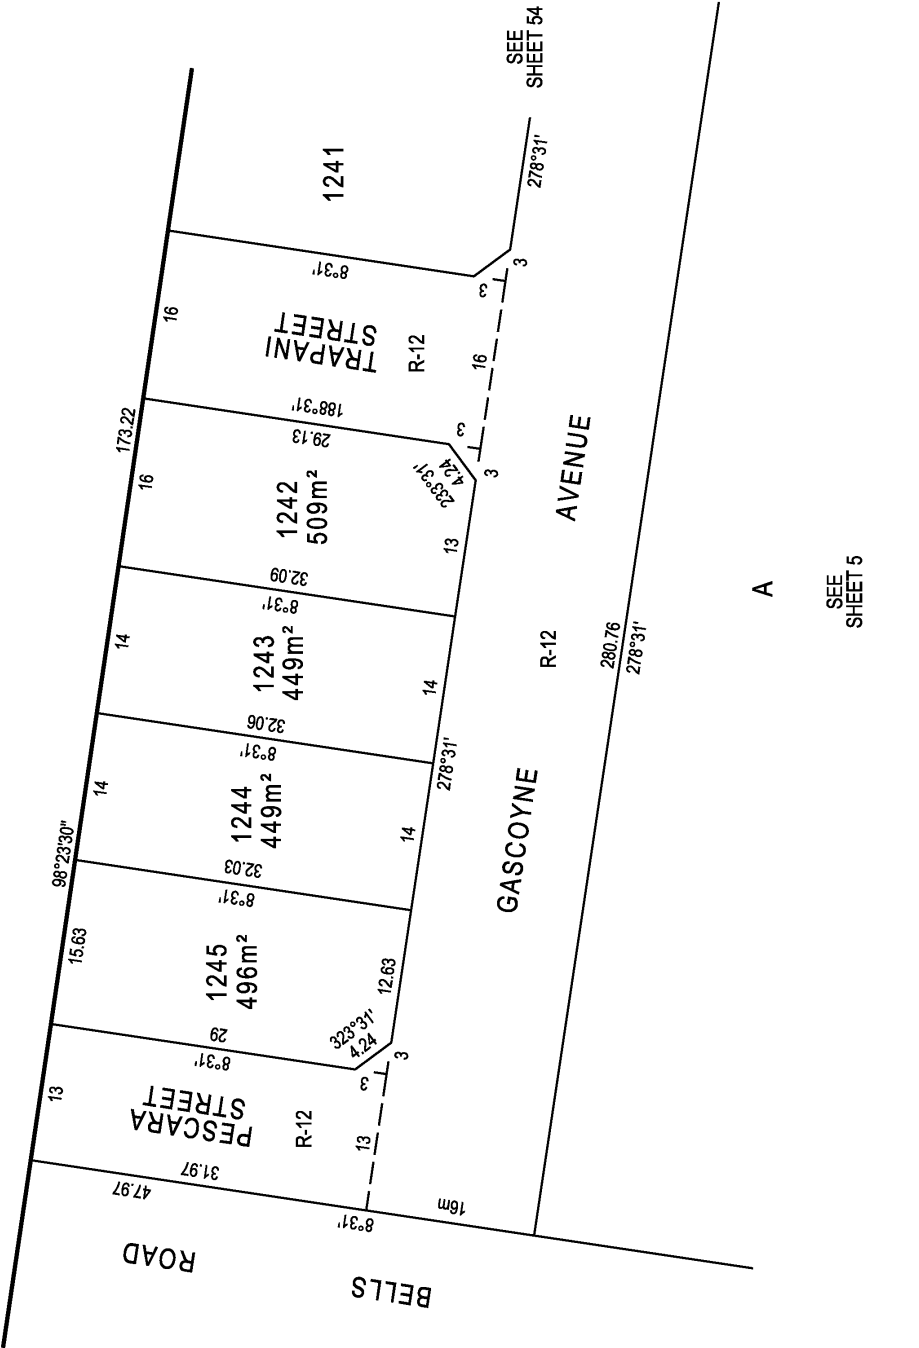 SEE
SHEET 54
1241
278°31'
8°31'
3
3
16
TRAPANI
STREET
R-12
16
173.22
188°31'
29.13
3
3
233°31'
4.24
16
1242
509m²
13
AVENUE
32.09
8°31'
14
1243
449m²
14
R-12
280.76
278°31'
A
SEE
SHEET 5
32.06
8°31'
278°31'
14
1244
449m²
14
GASCOYNE
98°23'30"
32.03
8°31'
15.63
1245
496m²
12.63
323°31'
4.24
29
8°31'
3
3
13
PESCARA
STREET
R-12
13
31.97
47.97
16m
8°31'
BELLS
ROAD